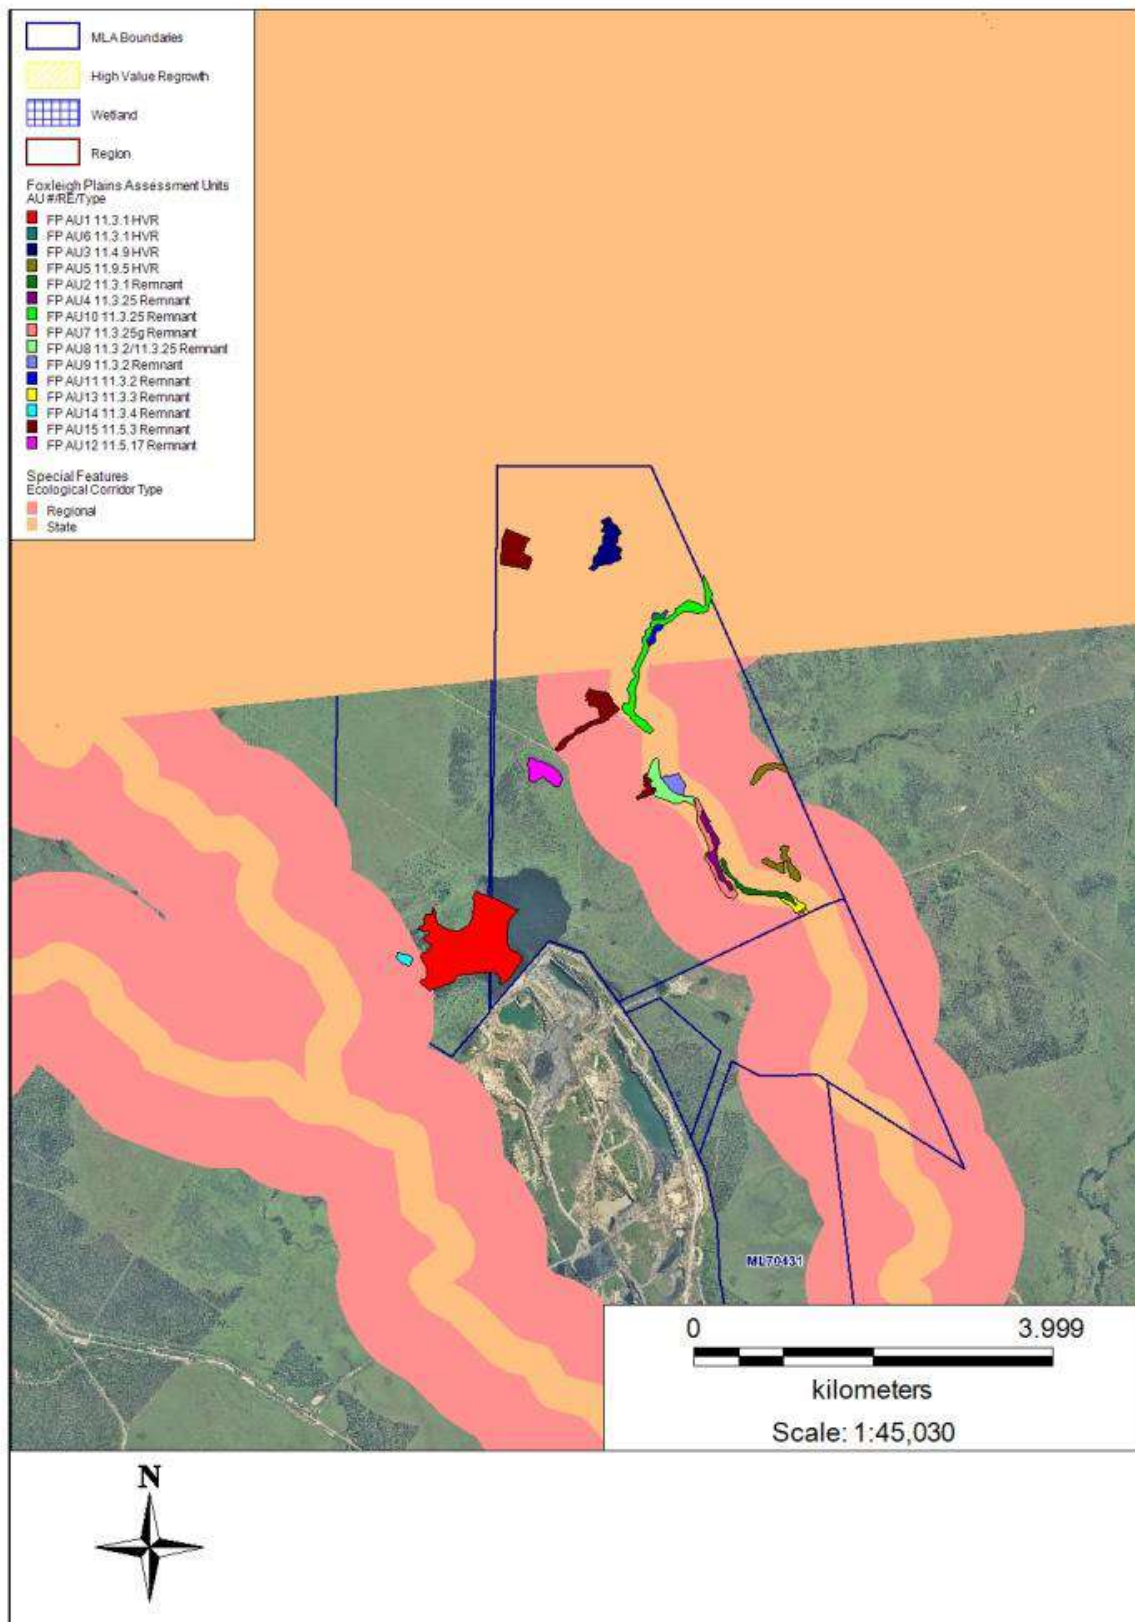 MLA Boundaries
High Value Regrowth
Wetland
Region
Foxleigh Plains Assessment Units
AU #/RE/Type
FP AU1 11.3.1 HVR
FP AU6 11.3.1 HVR
FP AU3 11.4.9 HVR
FP AU5 11.9.5 HVR
FP AU2 11.3.1 Remnant
FP AU4 11.3.25 Remnant
FP AU10 11.3.25 Remnant
FP AU7 11.3.25g Remnant
FP AU8 11.3.2/11.3.25 Remnant
FP AU9 11.3.2 Remnant
FP AU11 11.3.2 Remnant
FP AU13 11.3.3 Remnant
FP AU14 11.3.4 Remnant
FP AU15 11.5.3 Remnant
FP AU12 11.5.17 Remnant
Special Features
Ecological Corridor Type
Regional
State
ML70431
0 3.999
kilometers
Scale: 1:45,030
N